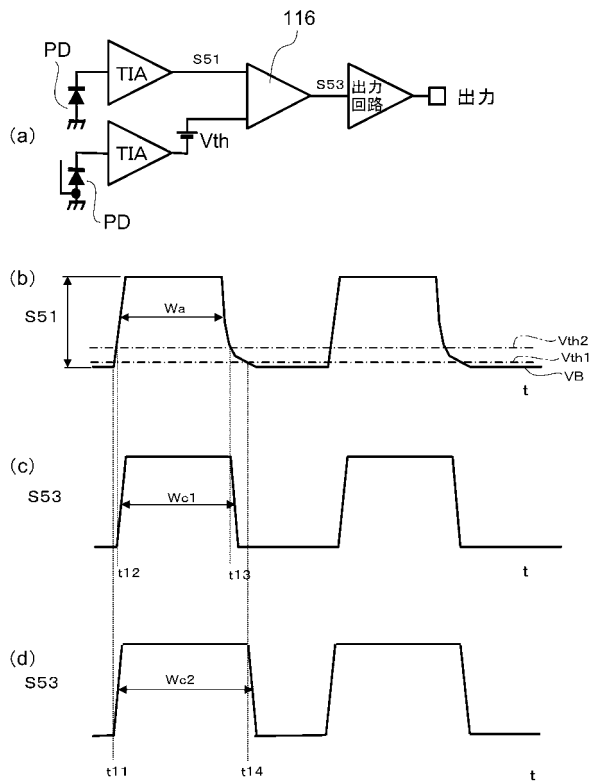 116
PD
TIA
S51
S53
出力
回路
出力
(a)
TIA
Vth
PD
(b)
S51
Wa
Vth2
Vth1
VB
t
(c)
S53
Wc1
t12
t13
t
(d)
S53
Wc2
t11
t14
t